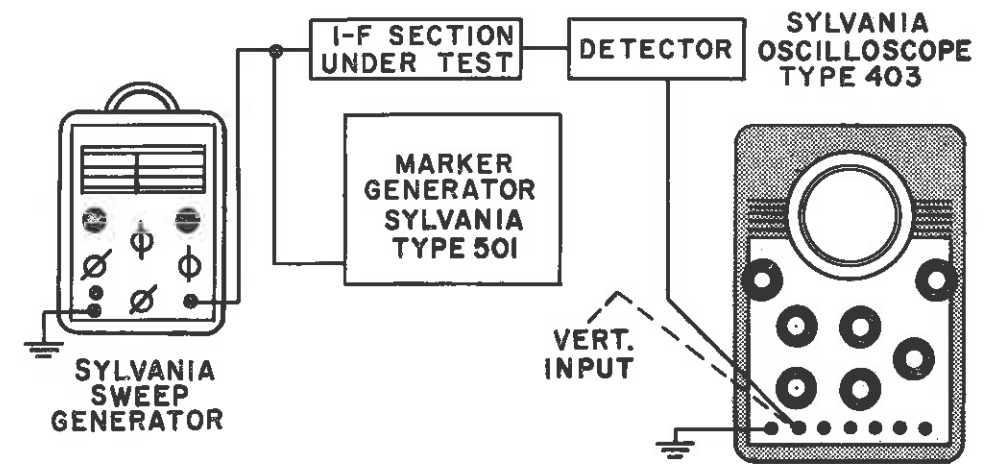 I-F SECTION
UNDER TEST
DETECTOR
SYLVANIA
OSCILLOSCOPE
TYPE 403
MARKER
GENERATOR
SYLVANIA
TYPE 501
VERT.
INPUT
SYLVANIA
SWEEP
GENERATOR